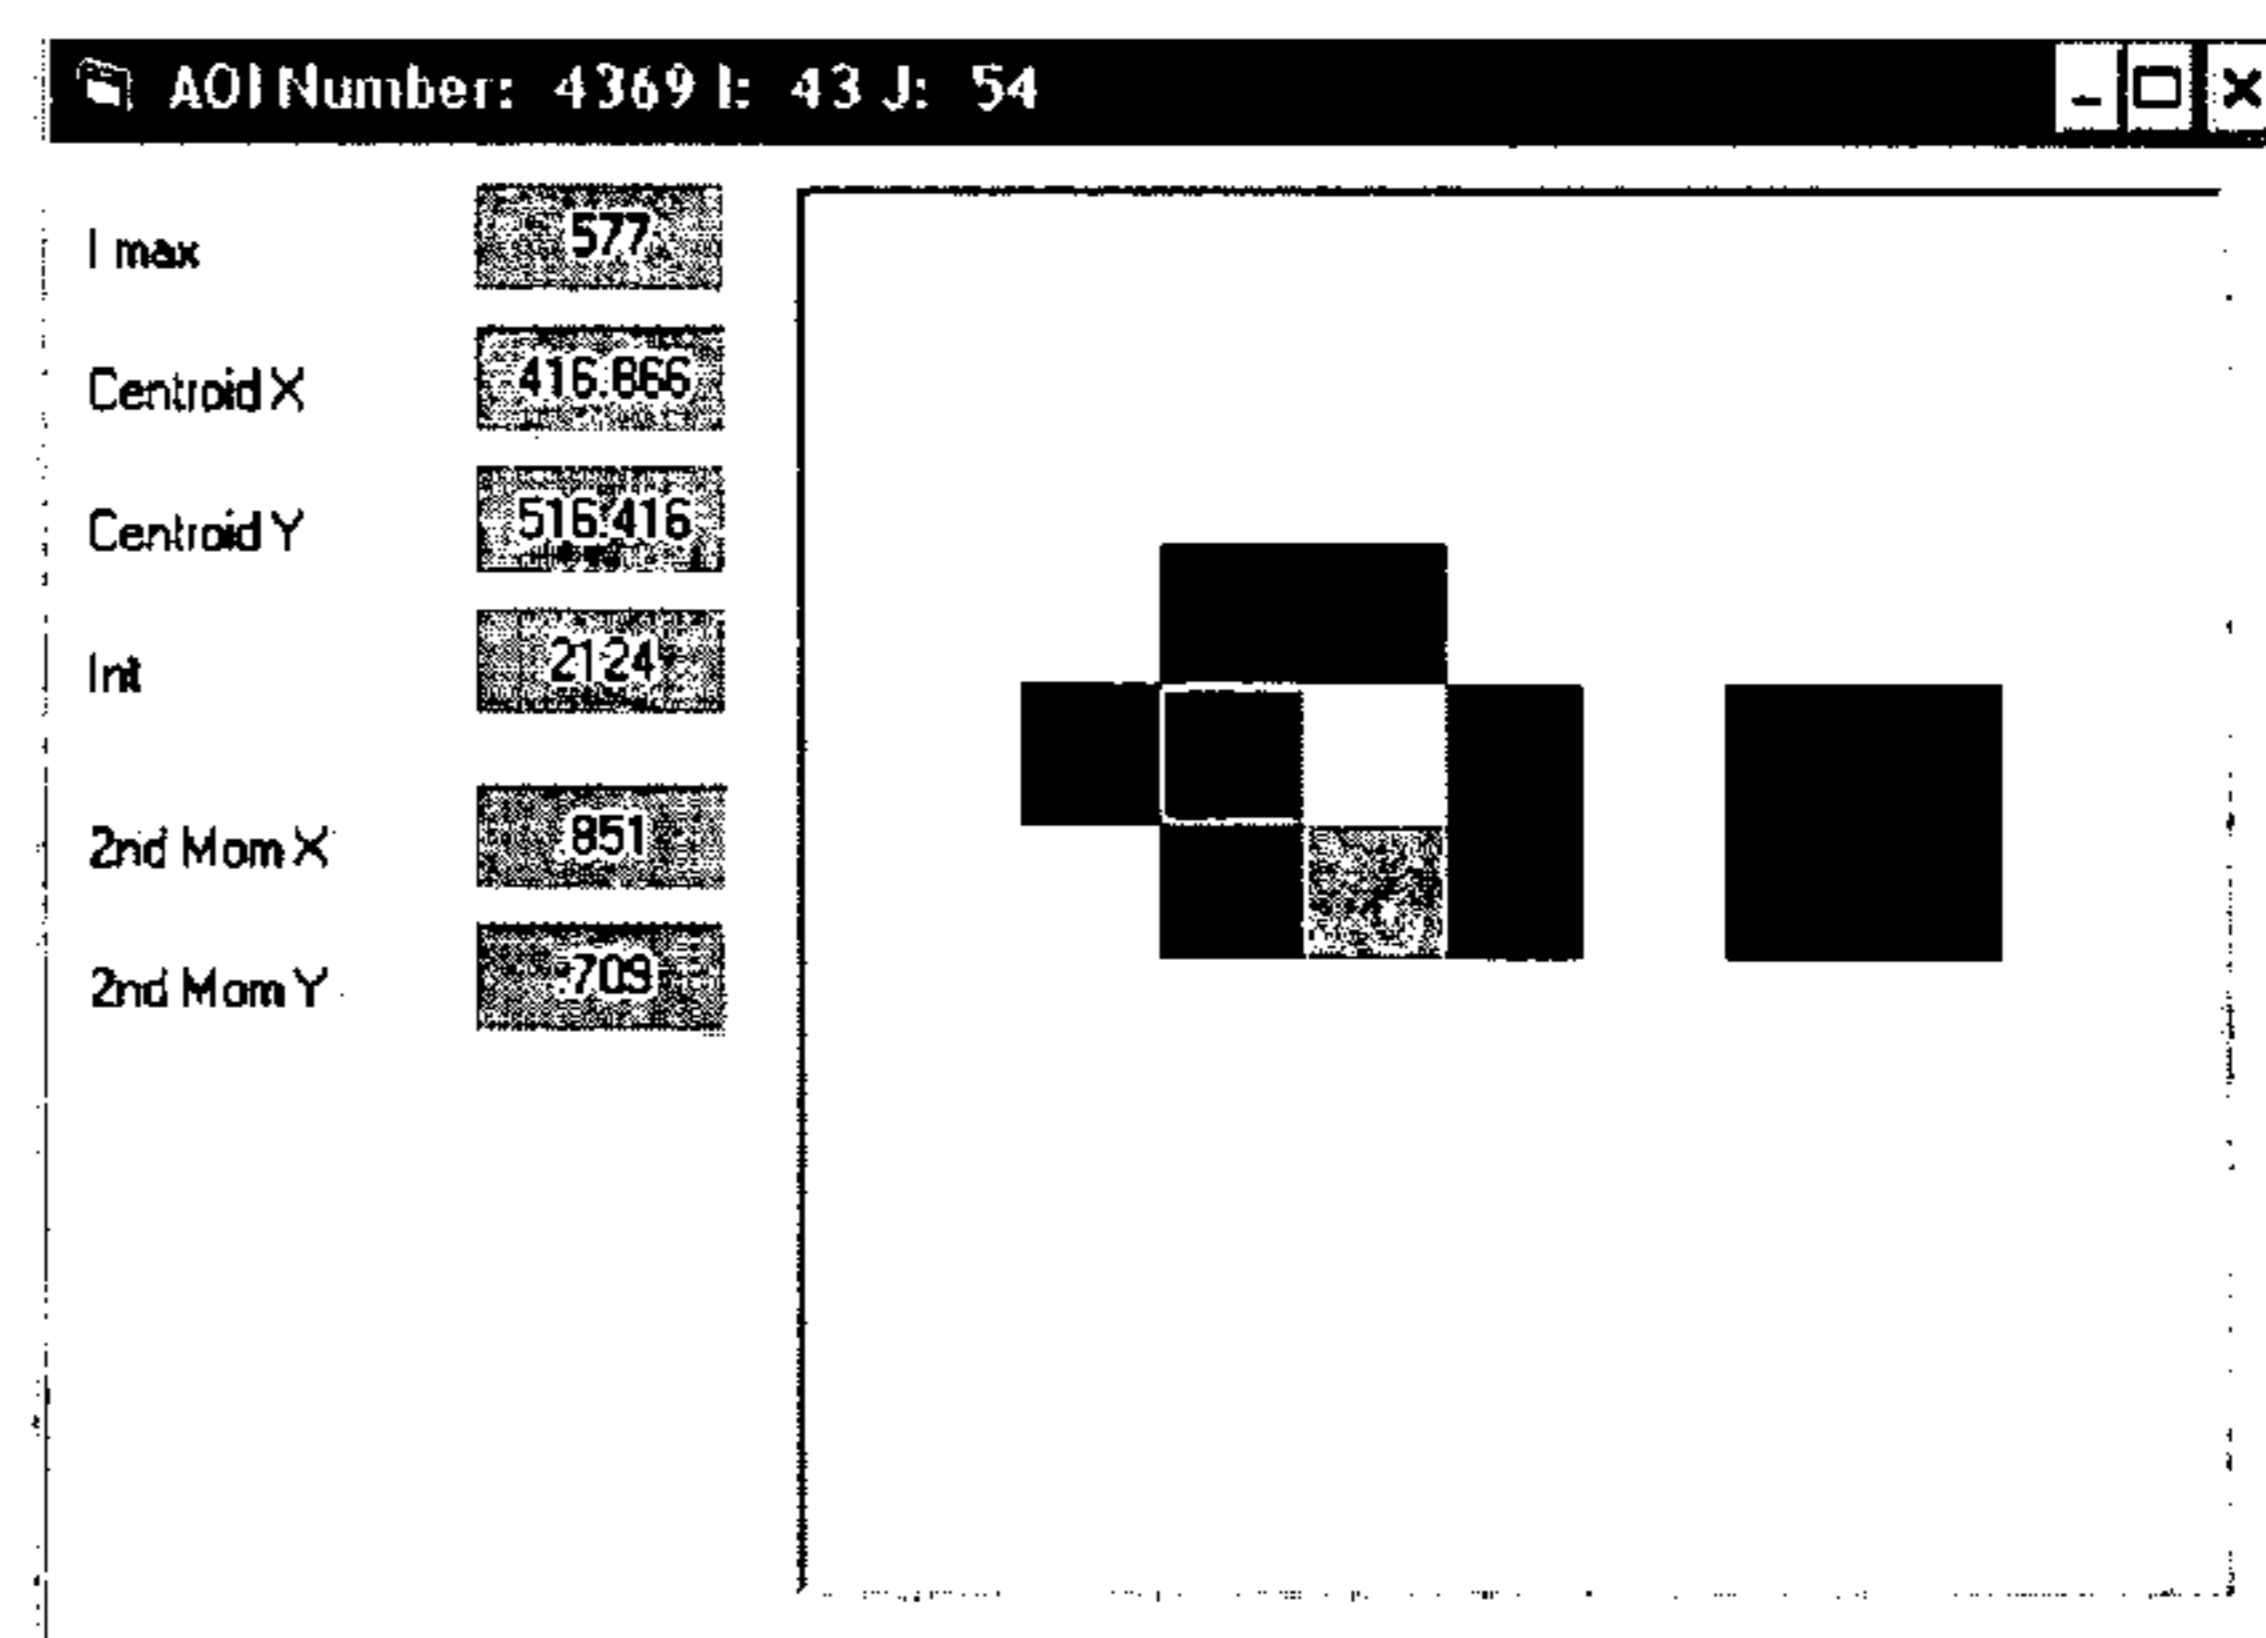 AOI Number: 4369 I: 43 J: 54
I max 577
Centroid X 416.866
Centroid Y 516.416
Int 2124
2nd Mom X .851
2nd Mom Y .709